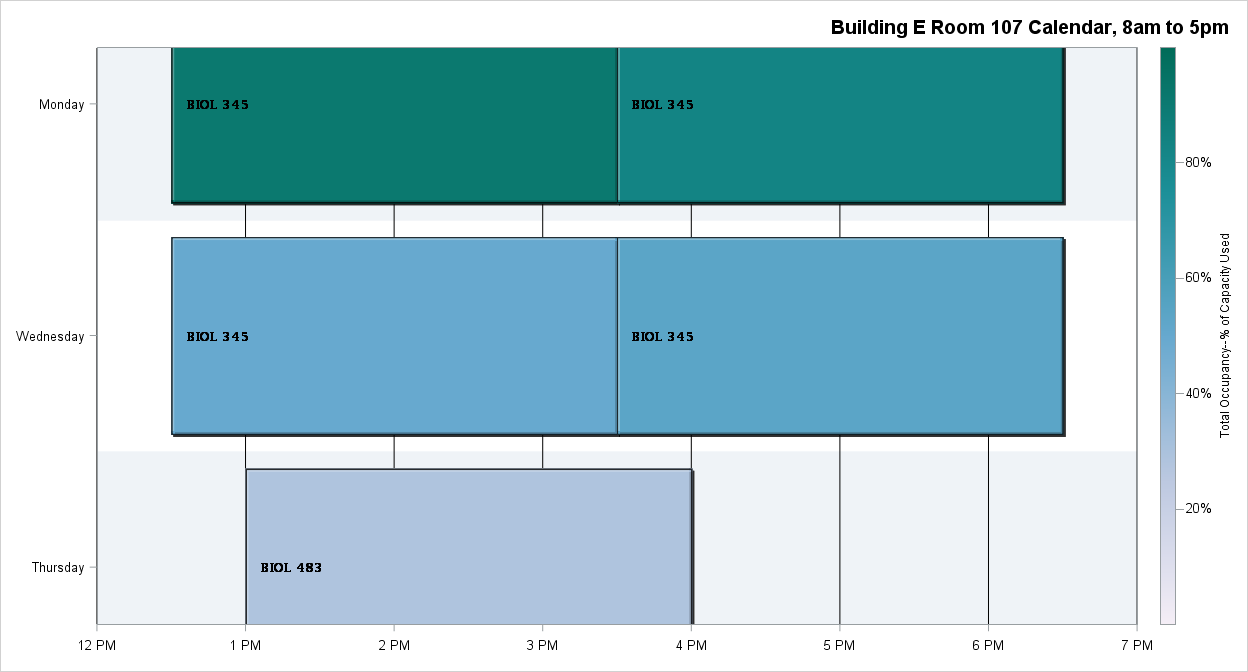 Building E Room 107 Calendar, 8am to 5pm
Monday
BIOL 345
BIOL 345
80%
Wednesday
BIOL 345
BIOL 345
60%
40%
20%
Total Occupancy--% of Capacity Used
Thursday
BIOL 483
12 PM
1 PM
2 PM
3 PM
4 PM
5 PM
6 PM
7 PM